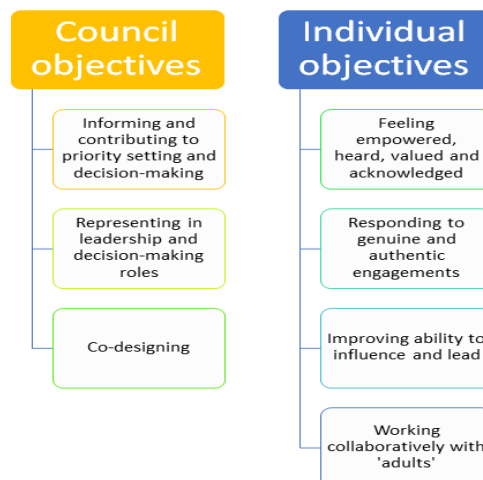 Council
objectives
Informing and
contributing to
priority setting and
decision-making
Representing in
leadership and
decision-making
roles
Co-designing
Individual
objectives
Feeling
empowered,
heard, valued and
acknowledged
Responding to
genuine and
authentic
engagements
Improving ability to
influence and lead
Working
collaboratively with
'adults'